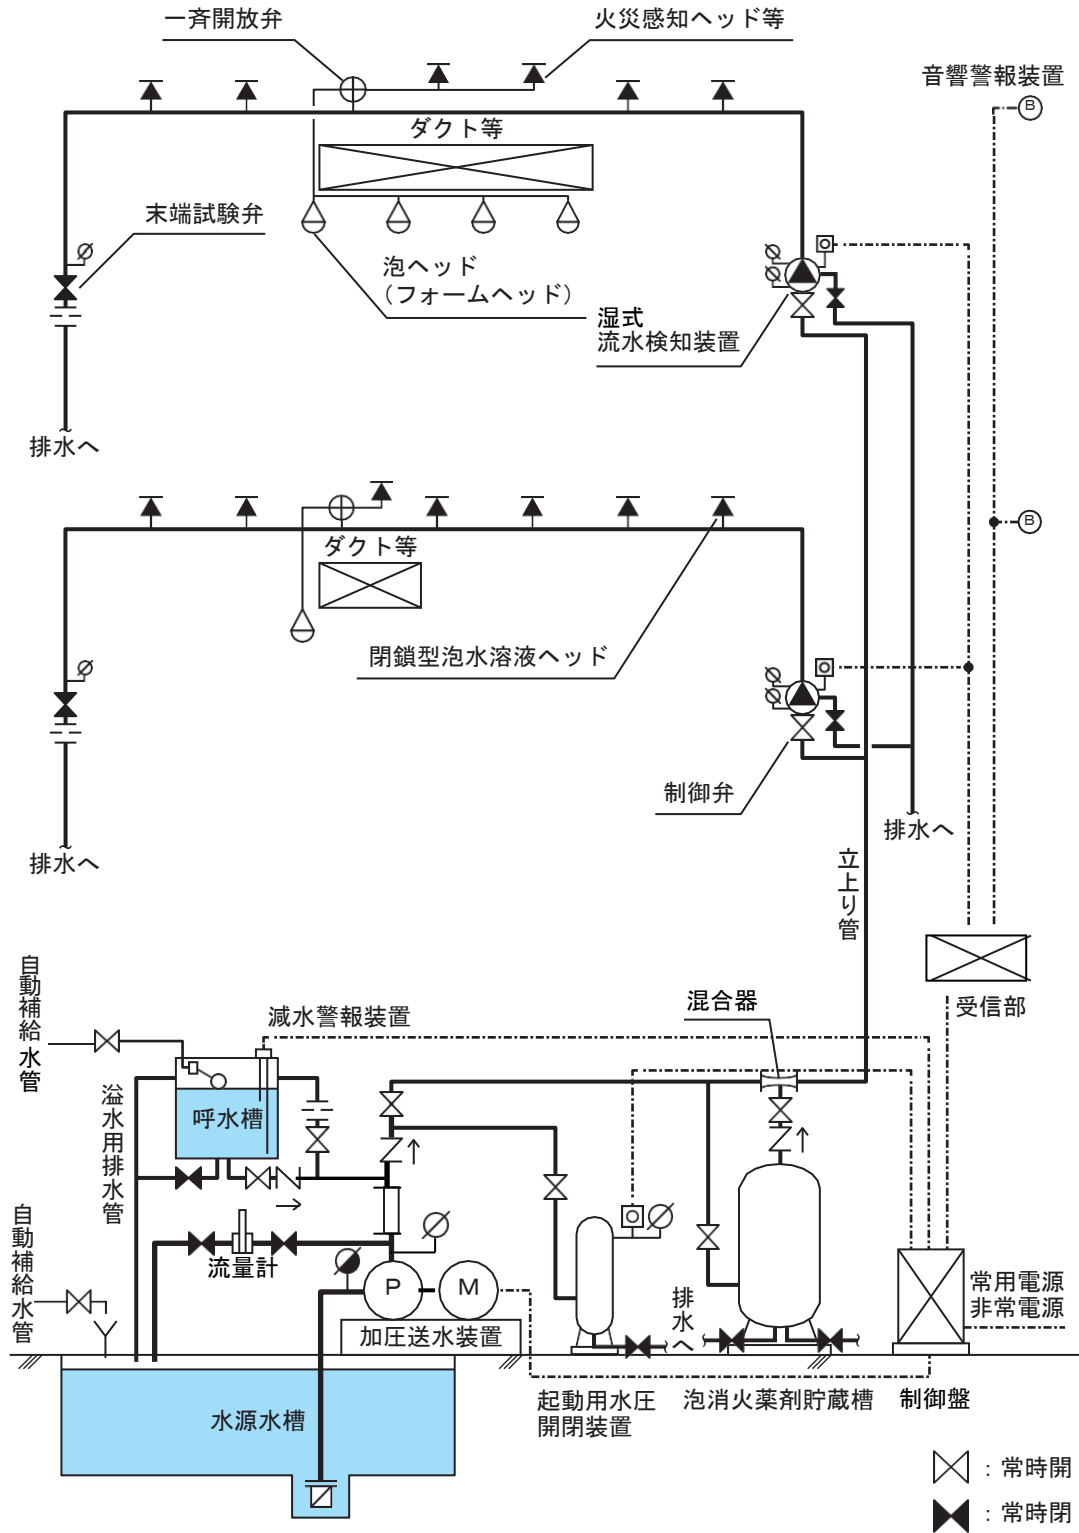 一斉開放弁
火災感知ヘッド等
音響警報装置
B
ダクト等
末端試験弁
泡ヘッド
（フォームヘッド）
湿式
流水検知装置
排水へ
B
ダクト等
閉鎖型泡水溶液ヘッド
制御弁
排水へ
排水へ
立上り管
受信部
自動補給水管
減水警報装置
混合器
呼水槽
溢水用排水管
自動補給水管
流量計
P
M
加圧送水装置
排水へ
常用電源
非常電源
水源水槽
起動用水圧
開閉装置
泡消火薬剤貯蔵槽
制御盤
：常時開
：常時閉